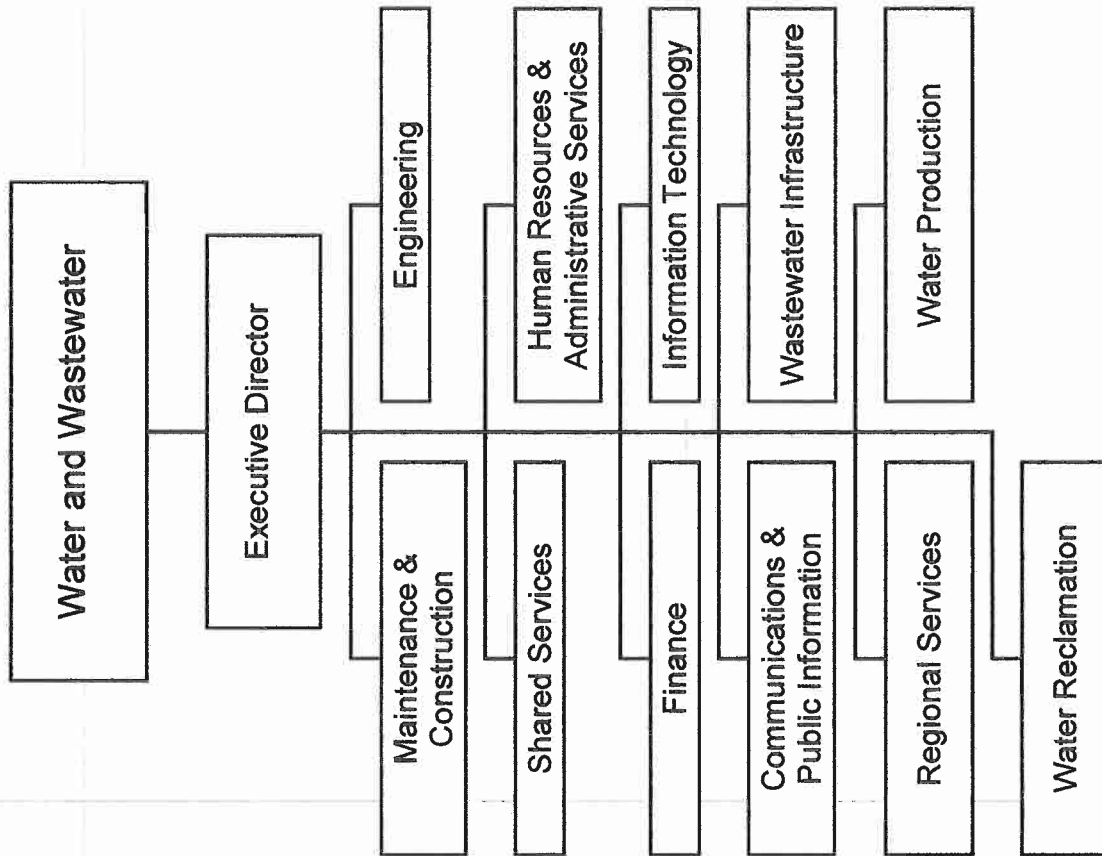 Water and Wastewater
Executive Director
Maintenance &
Construction
Engineering
Shared Services
Human Resources &
Administrative Services
Finance
Information Technology
Communications &
Public Information
Wastewater Infrastructure
Regional Services
Water Production
Water Reclamation